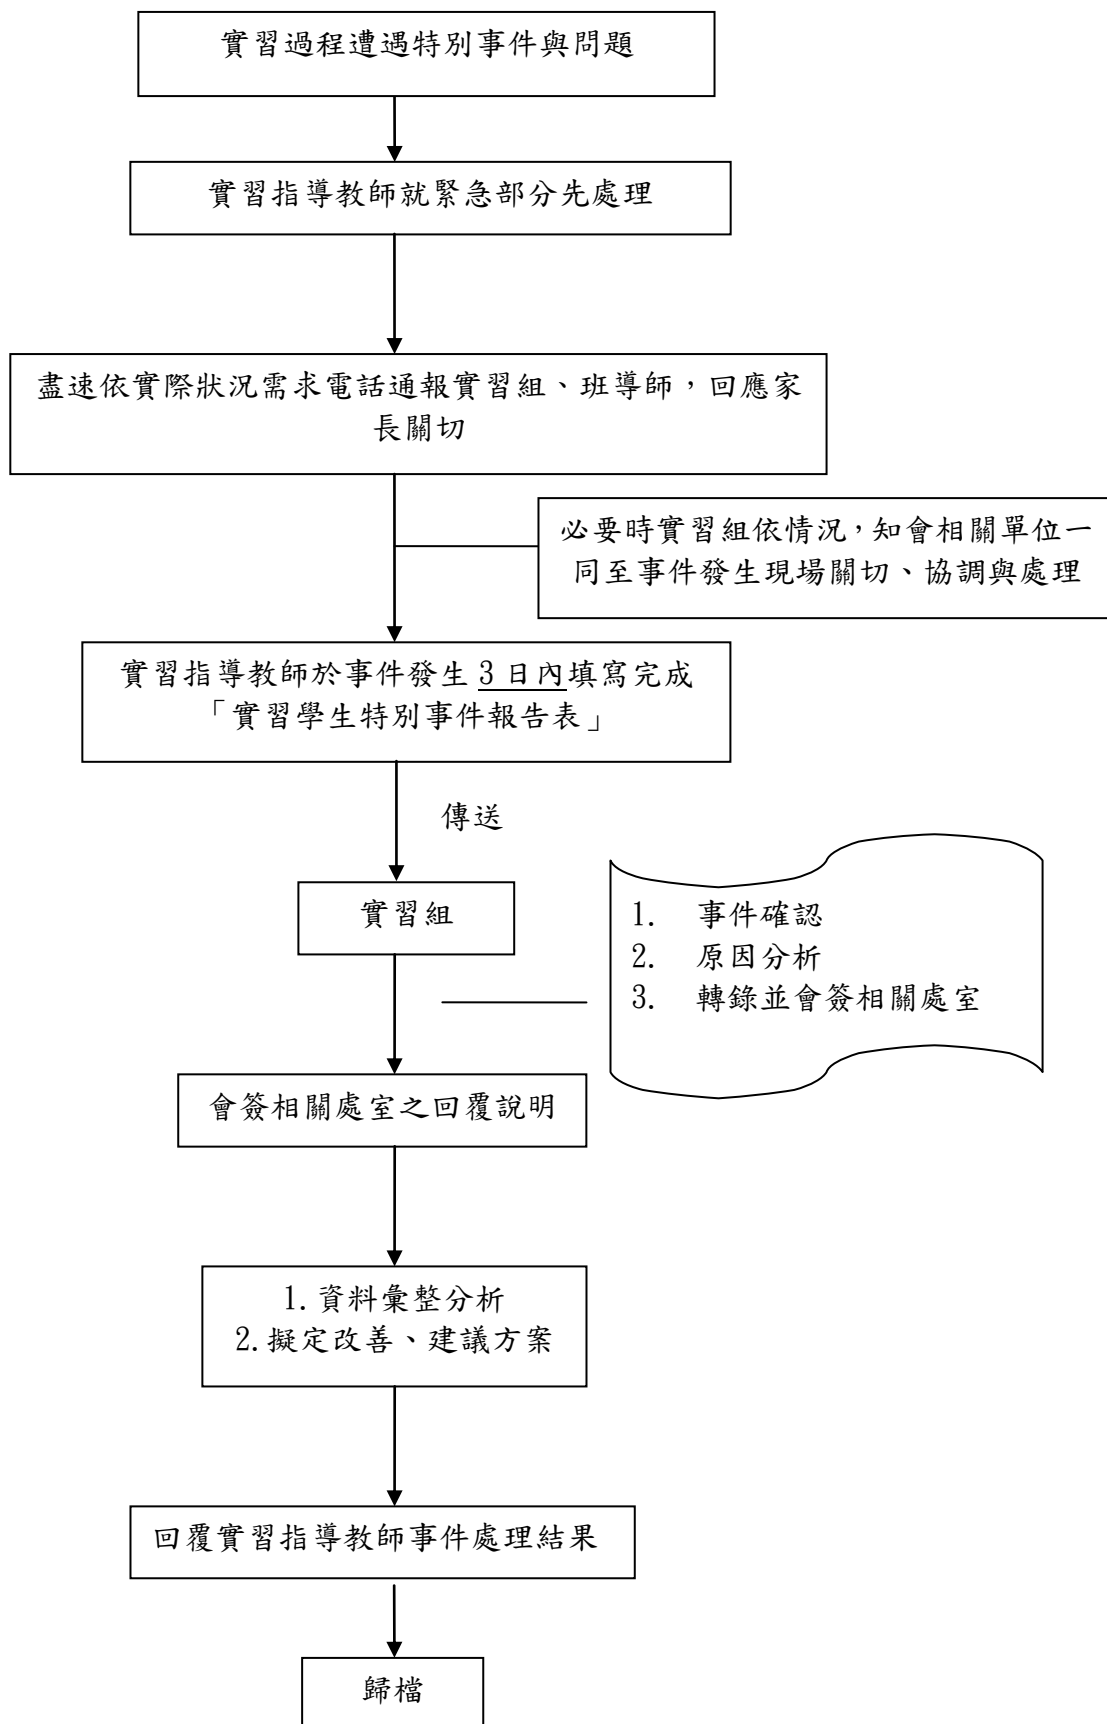 實習過程遭遇特別事件與問題
實習指導教師就緊急部分先處理
盡速依實際狀況需求電話通報實習組、班導師，回應家
長關切
必要時實習組依情況，知會相關單位一
同至事件發生現場關切、協調與處理
實習指導教師於事件發生 3 日內填寫完成
「實習學生特別事件報告表」
傳送
實習組
1. 事件確認
2. 原因分析
3. 轉錄並會簽相關處室
會簽相關處室之回覆說明
1.資料彙整分析
2.擬定改善、建議方案
回覆實習指導教師事件處理結果
歸檔